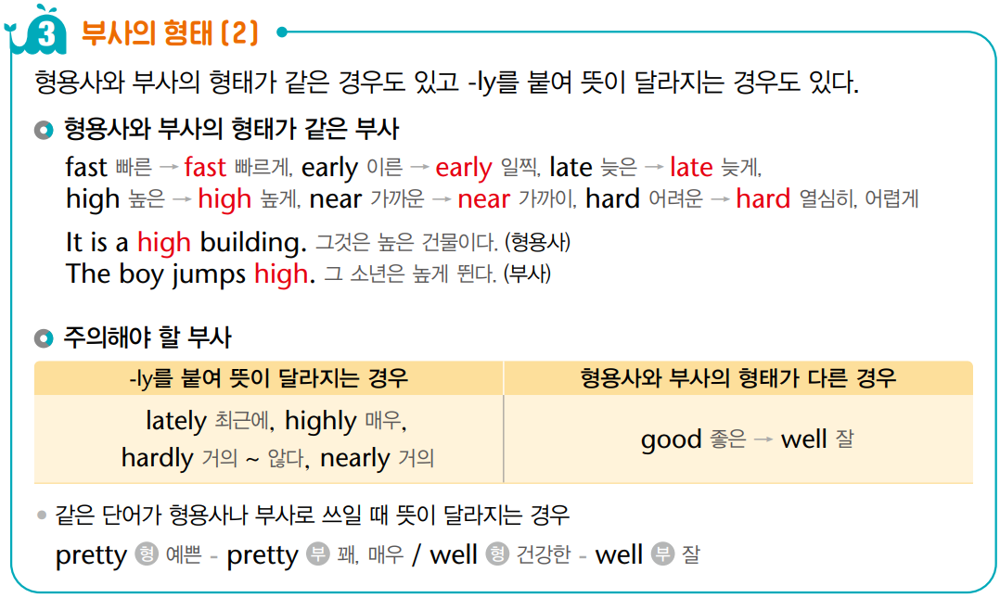 3 부사의 형태 (2)
형용사와 부사의 형태가 같은 경우도 있고 -ly를 붙여 뜻이 달라지는 경우도 있다.
형용사와 부사의 형태가 같은 부사
fast 빠른 → fast 빠르게, early 이른 → early 일찍, late 늦은 → late 늦게,
high 높은 → high 높게, near 가까운 → near 가까이, hard 어려운 → hard 열심히, 어렵게
It is a high building. 그것은 높은 건물이다. (형용사)
The boy jumps high. 그 소년은 높게 뛴다. (부사)
주의해야 할 부사
-ly를 붙여 뜻이 달라지는 경우
lately 최근에, highly 매우,
hardly 거의 ~ 않다, nearly 거의
형용사와 부사의 형태가 다른 경우
good 좋은 → well 잘
같은 단어가 형용사나 부사로 쓰일 때 뜻이 달라지는 경우
pretty 형 예쁜 - pretty 부 꽤, 매우 / well 형 건강한 - well 부 잘